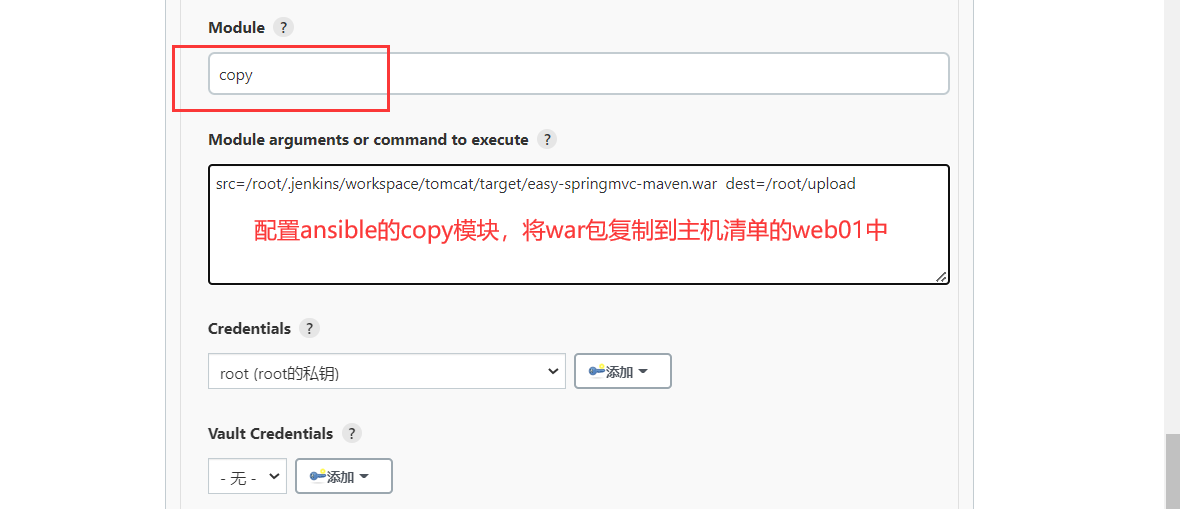 Module ?
copy
Module arguments or command to execute ?
src=/root/.jenkins/workspace/tomcat/target/easy-springmvc-maven.war  dest=/root/upload
配置ansible的copy模块，将war包复制到主机清单的web01中
Credentials ?
root (root的私钥) 添加
Vault Credentials ?
- 无 - 添加